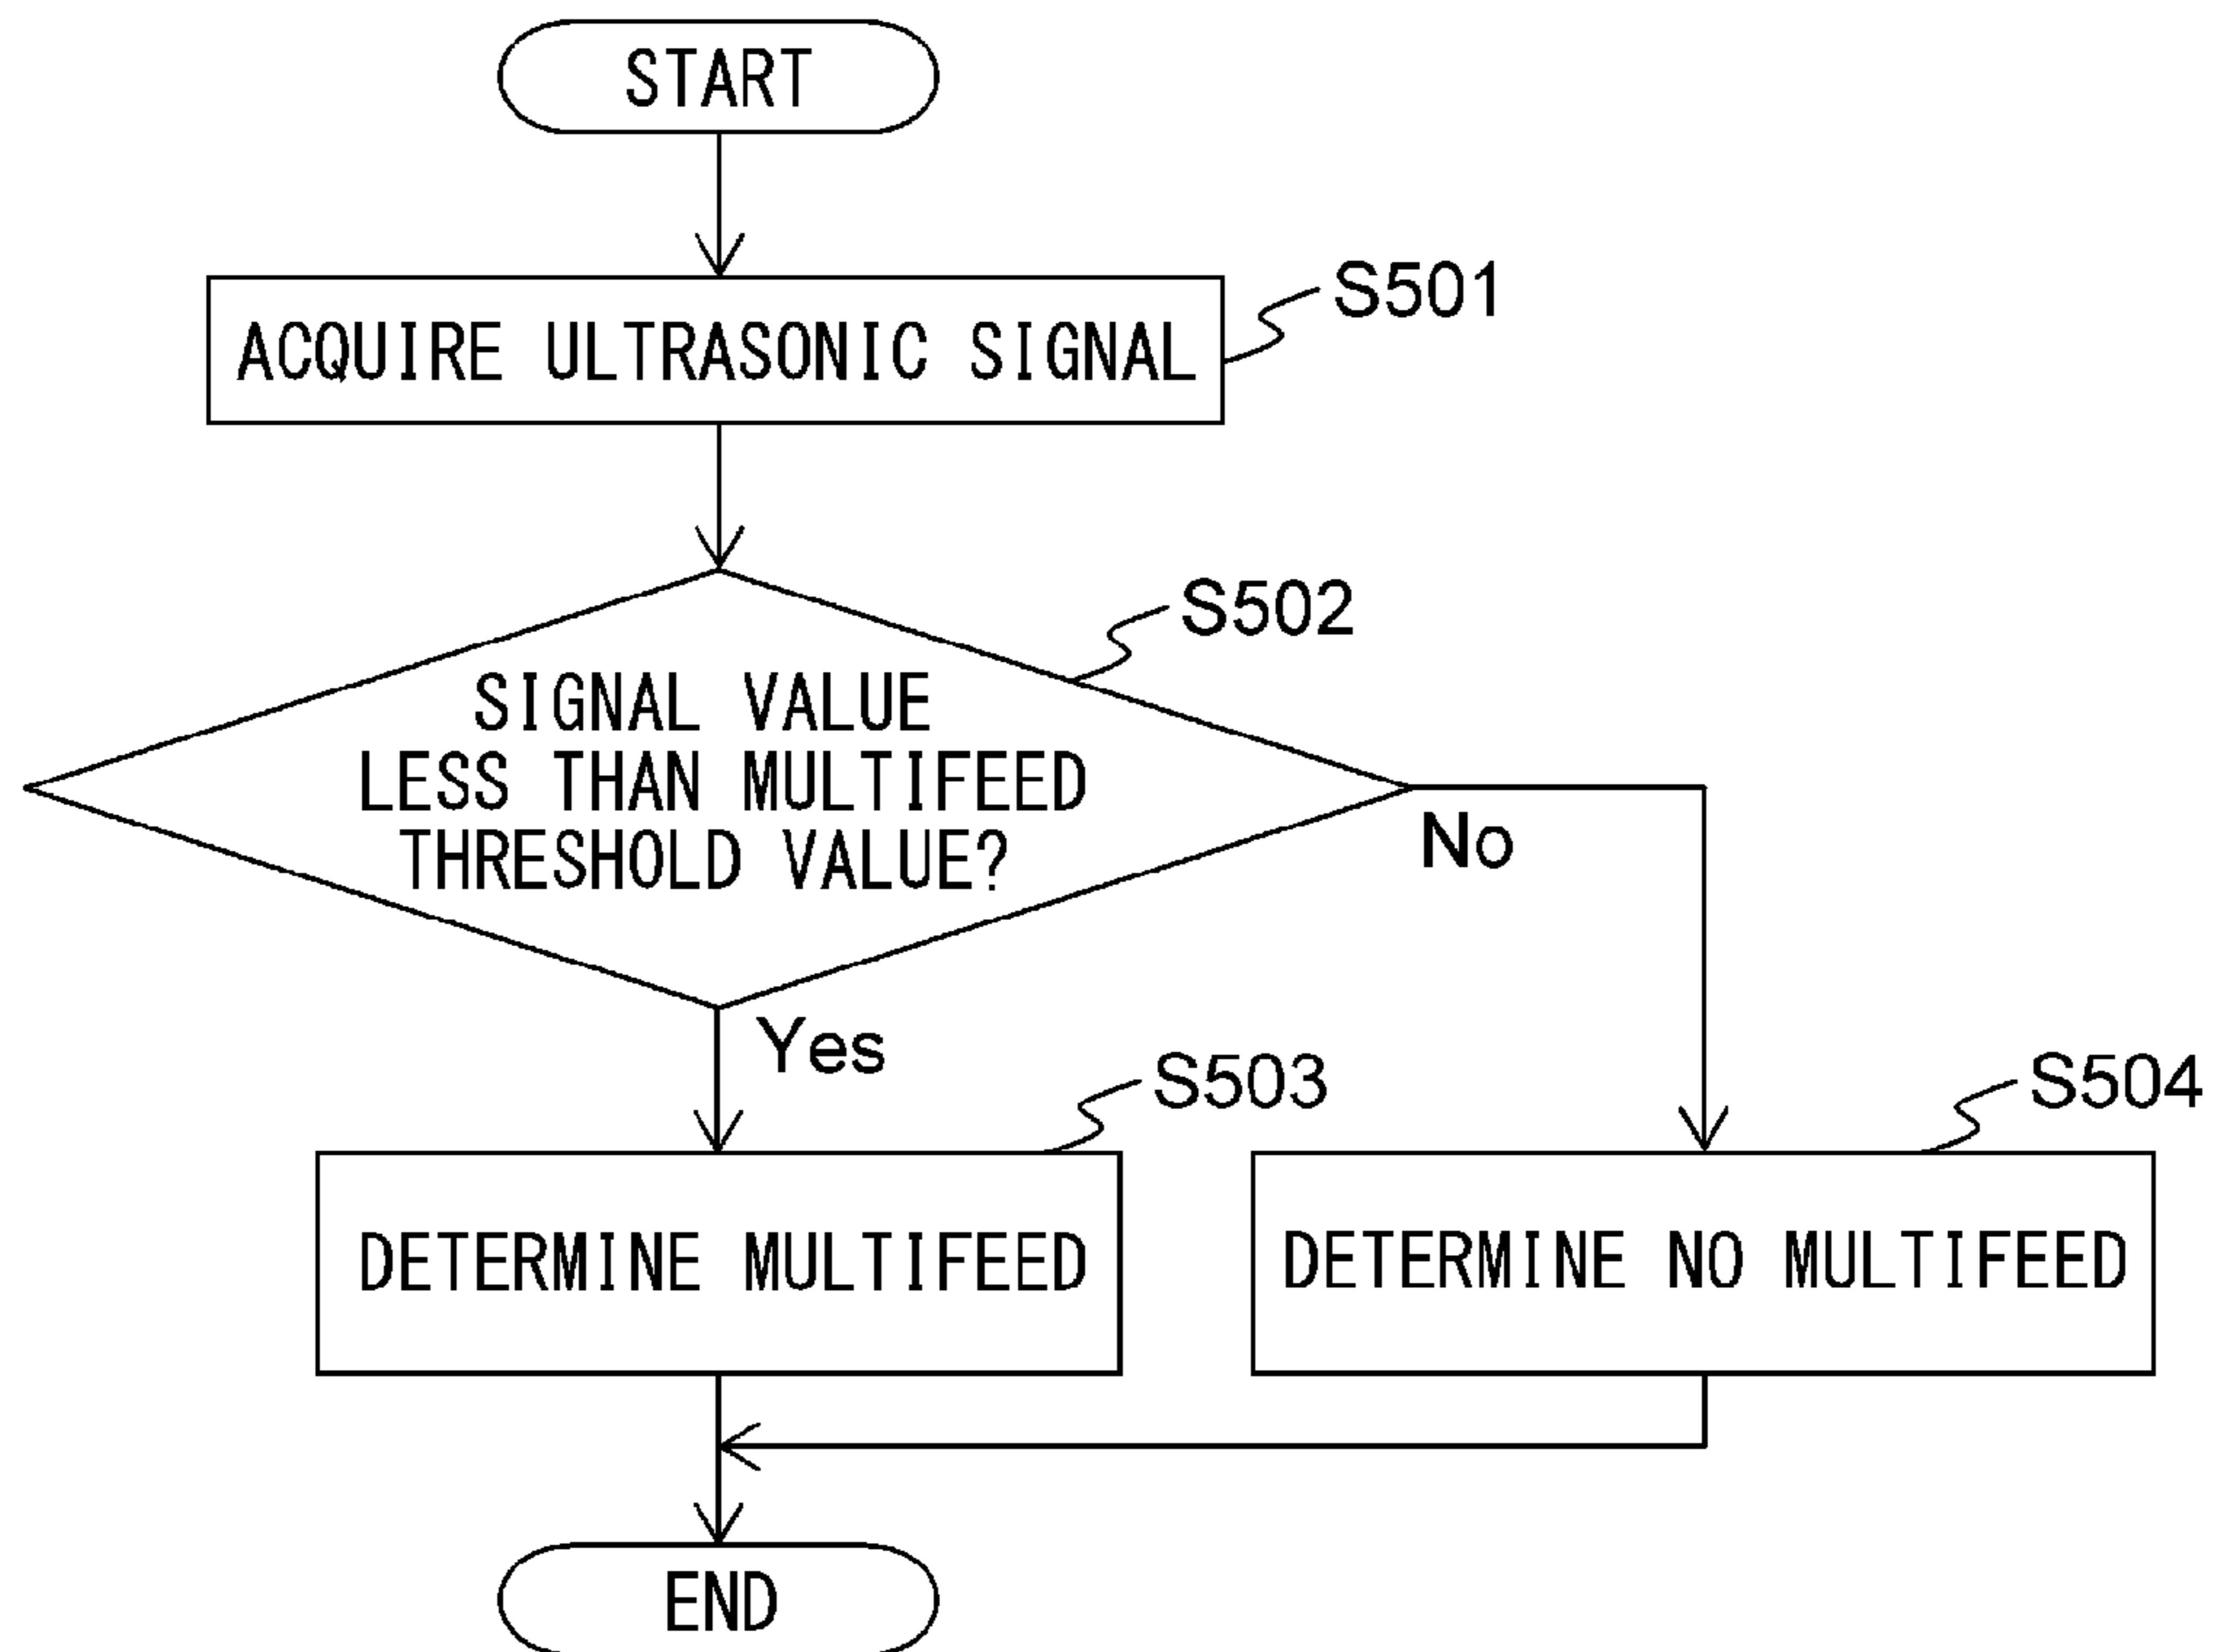 START
ACQUIRE ULTRASONIC SIGNAL
S501
S502
SIGNAL VALUE
LESS THAN MULTIFEED
THRESHOLD VALUE?
No
Yes
S503
S504
DETERMINE MULTIFEED
DETERMINE NO MULTIFEED
END